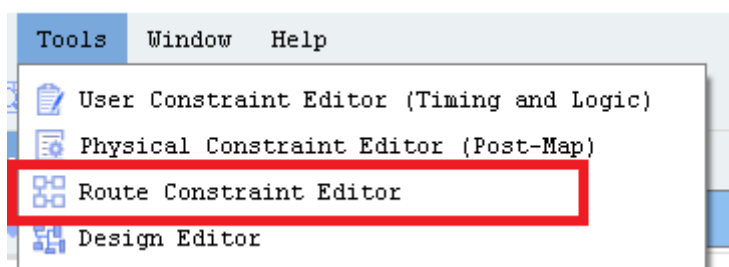 Tools Window Help
User Constraint Editor (Timing and Logic)
Physical Constraint Editor (Post-Map)
Route Constraint Editor
Design Editor